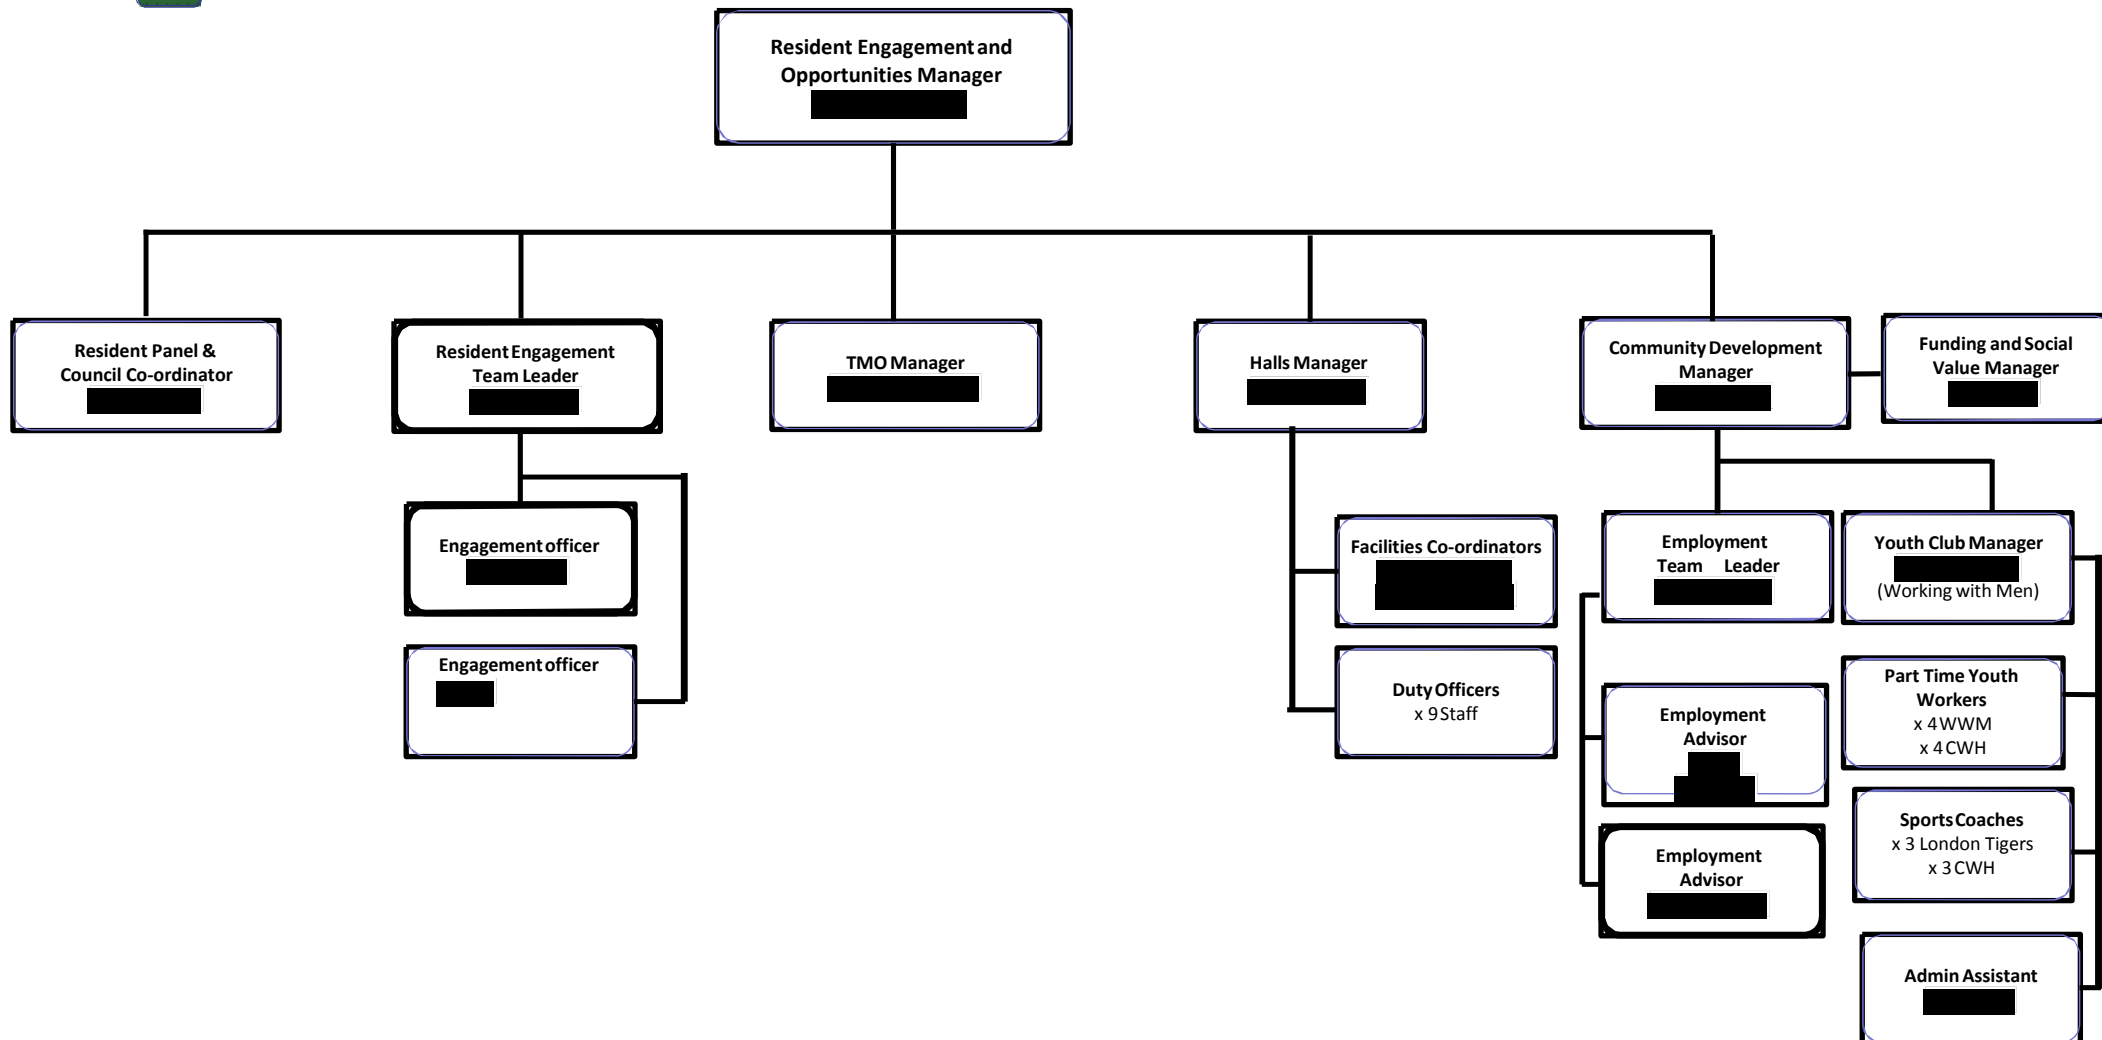 Resident Engagement and
Opportunities Manager
Resident Panel &
Council Co-ordinator
Resident Engagement
Team Leader
TMO Manager
Halls Manager
Community Development
Manager
Funding and Social
Value Manager
Engagement officer
Engagement officer
Facilities Co-ordinators
Duty Officers
x 9 Staff
Employment
Team Leader
Employment
Advisor
Employment
Advisor
Youth Club Manager
(Working with Men)
Part Time Youth
Workers
x 4 WWM
x 4 CWH
Sports Coaches
x 3 London Tigers
x 3 CWH
Admin Assistant